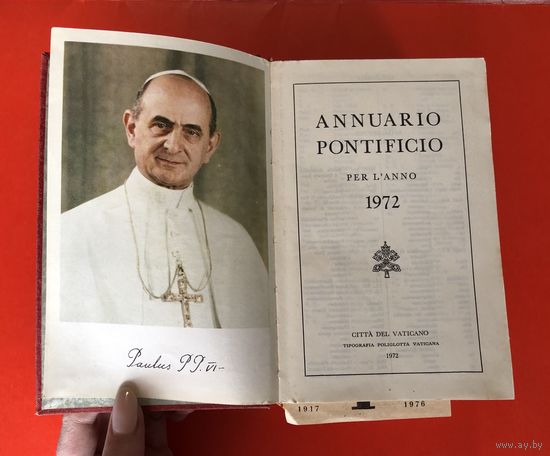 Paulus PP. VI
ANNUARIO
PONTIFICIO
PER L'ANNO
1972
CITTÀ DEL VATICANO
TIPOGRAFIA POLIGLOTTA VATICANA
1972
1917 1976
www.ay.by